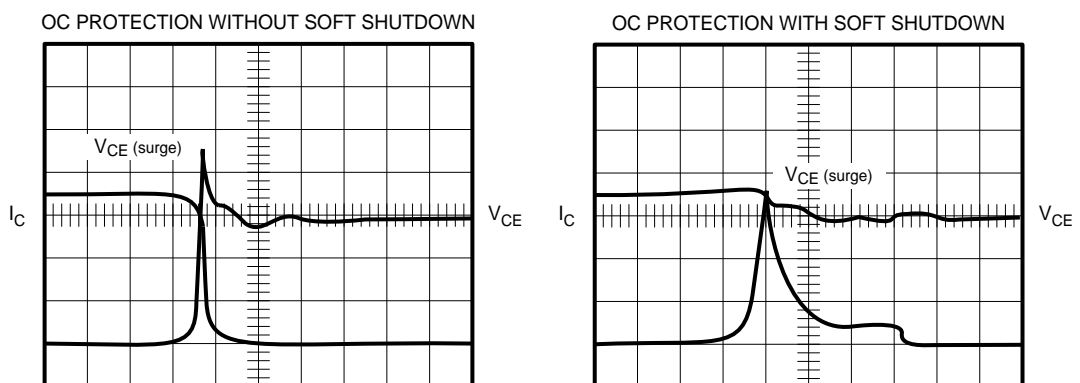 OC PROTECTION WITHOUT SOFT SHUTDOWN
VCE (surge)
IC
VCE
OC PROTECTION WITH SOFT SHUTDOWN
VCE (surge)
IC
VCE